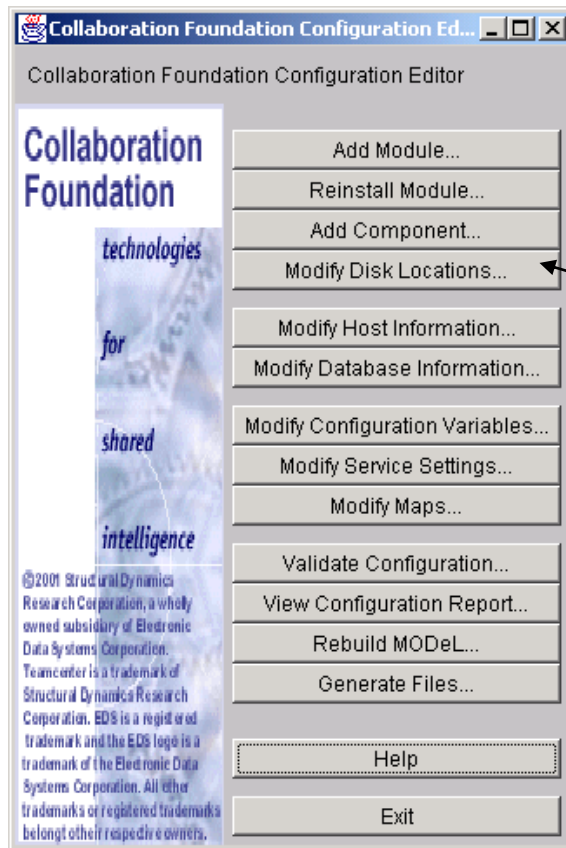 Collaboration Foundation Configuration Ed...
Collaboration Foundation Configuration Editor
Collaboration
Foundation
technologies
for
shared
intelligence
©2001 Structural Dynamics
Research Corporation, a wholly
owned subsidiary of Electronic
Data Systems Corporation.
Teamcenter is a trademark of
Structural Dynamics Research
Corporation. EDS is a registered
trademark and the EDS logo is a
trademark of the Electronic Data
Systems Corporation. All other
trademarks or registered trademarks
belong to their respective owners.
Add Module...
Reinstall Module...
Add Component...
Modify Disk Locations...
Modify Host Information...
Modify Database Information...
Modify Configuration Variables...
Modify Service Settings...
Modify Maps...
Validate Configuration...
View Configuration Report...
Rebuild MODeL...
Generate Files...
Help
Exit